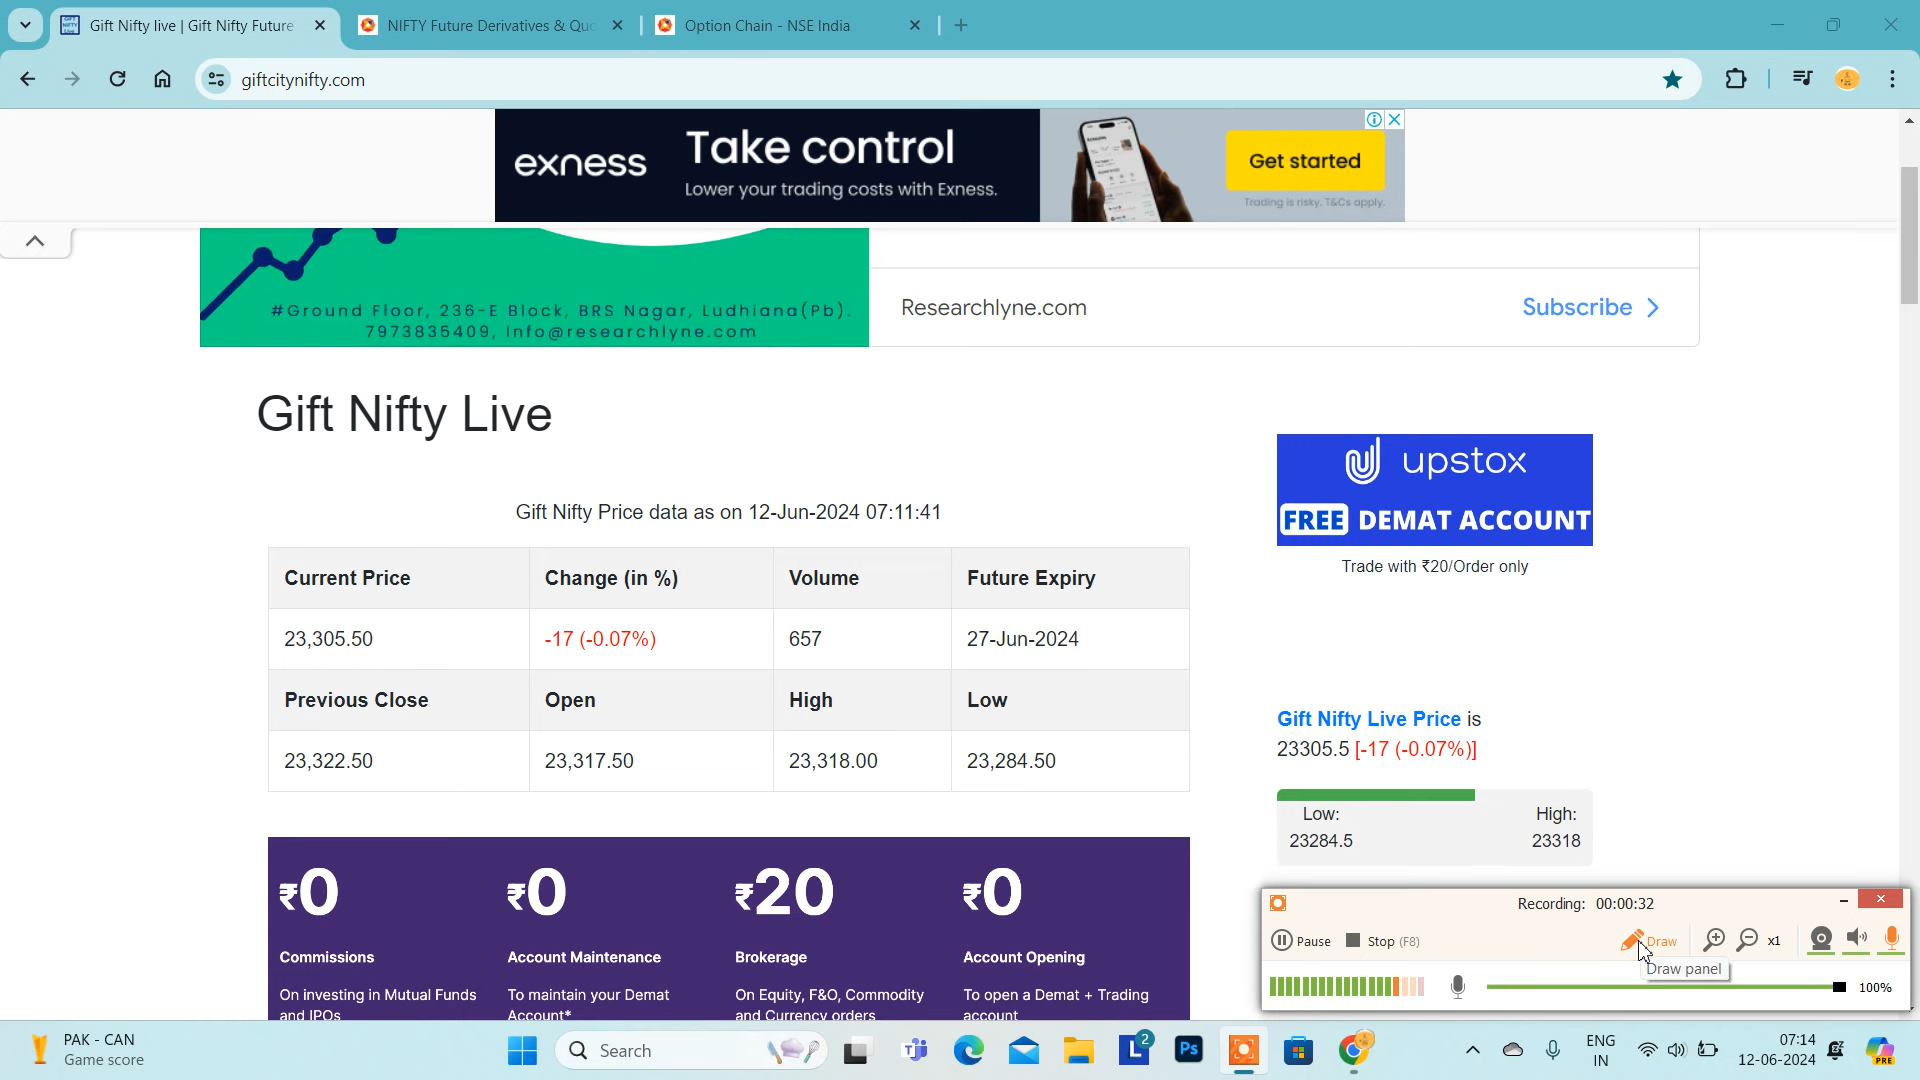 Gift Nifty live | Gift Nifty Future
NIFTY Future Derivatives & Quo
Option Chain - NSE India
giftcitynifty.com
exness
Take control
Lower your trading costs with Exness.
Get started
Trading is risky. T&Cs apply.
#Ground Floor, 236-E Block, BRS Nagar, Ludhiana(Pb).
7973835409, Info@researchlyne.com
Researchlyne.com
Subscribe
Gift Nifty Live
Gift Nifty Price data as on 12-Jun-2024 07:11:41
Current Price Change (in %) Volume Future Expiry
23,305.50 -17 (-0.07%) 657 27-Jun-2024
Previous Close Open High Low
23,322.50 23,317.50 23,318.00 23,284.50
upstox
FREE DEMAT ACCOUNT
Trade with ₹20/Order only
Gift Nifty Live Price is
23305.5 [-17 (-0.07%)]
Low: High:
23284.5 23318
₹0 ₹0 ₹20 ₹0
Commissions Account Maintenance Brokerage Account Opening
On investing in Mutual Funds To maintain your Demat On Equity, F&O, Commodity To open a Demat + Trading
and IPOs Account* and Currency orders account
Recording: 00:00:32
Pause Stop (F8) Draw x1
Draw panel
100%
PAK - CAN
Game score
Search
L 2
Ps
ENG
IN
07:14
12-06-2024
PRE